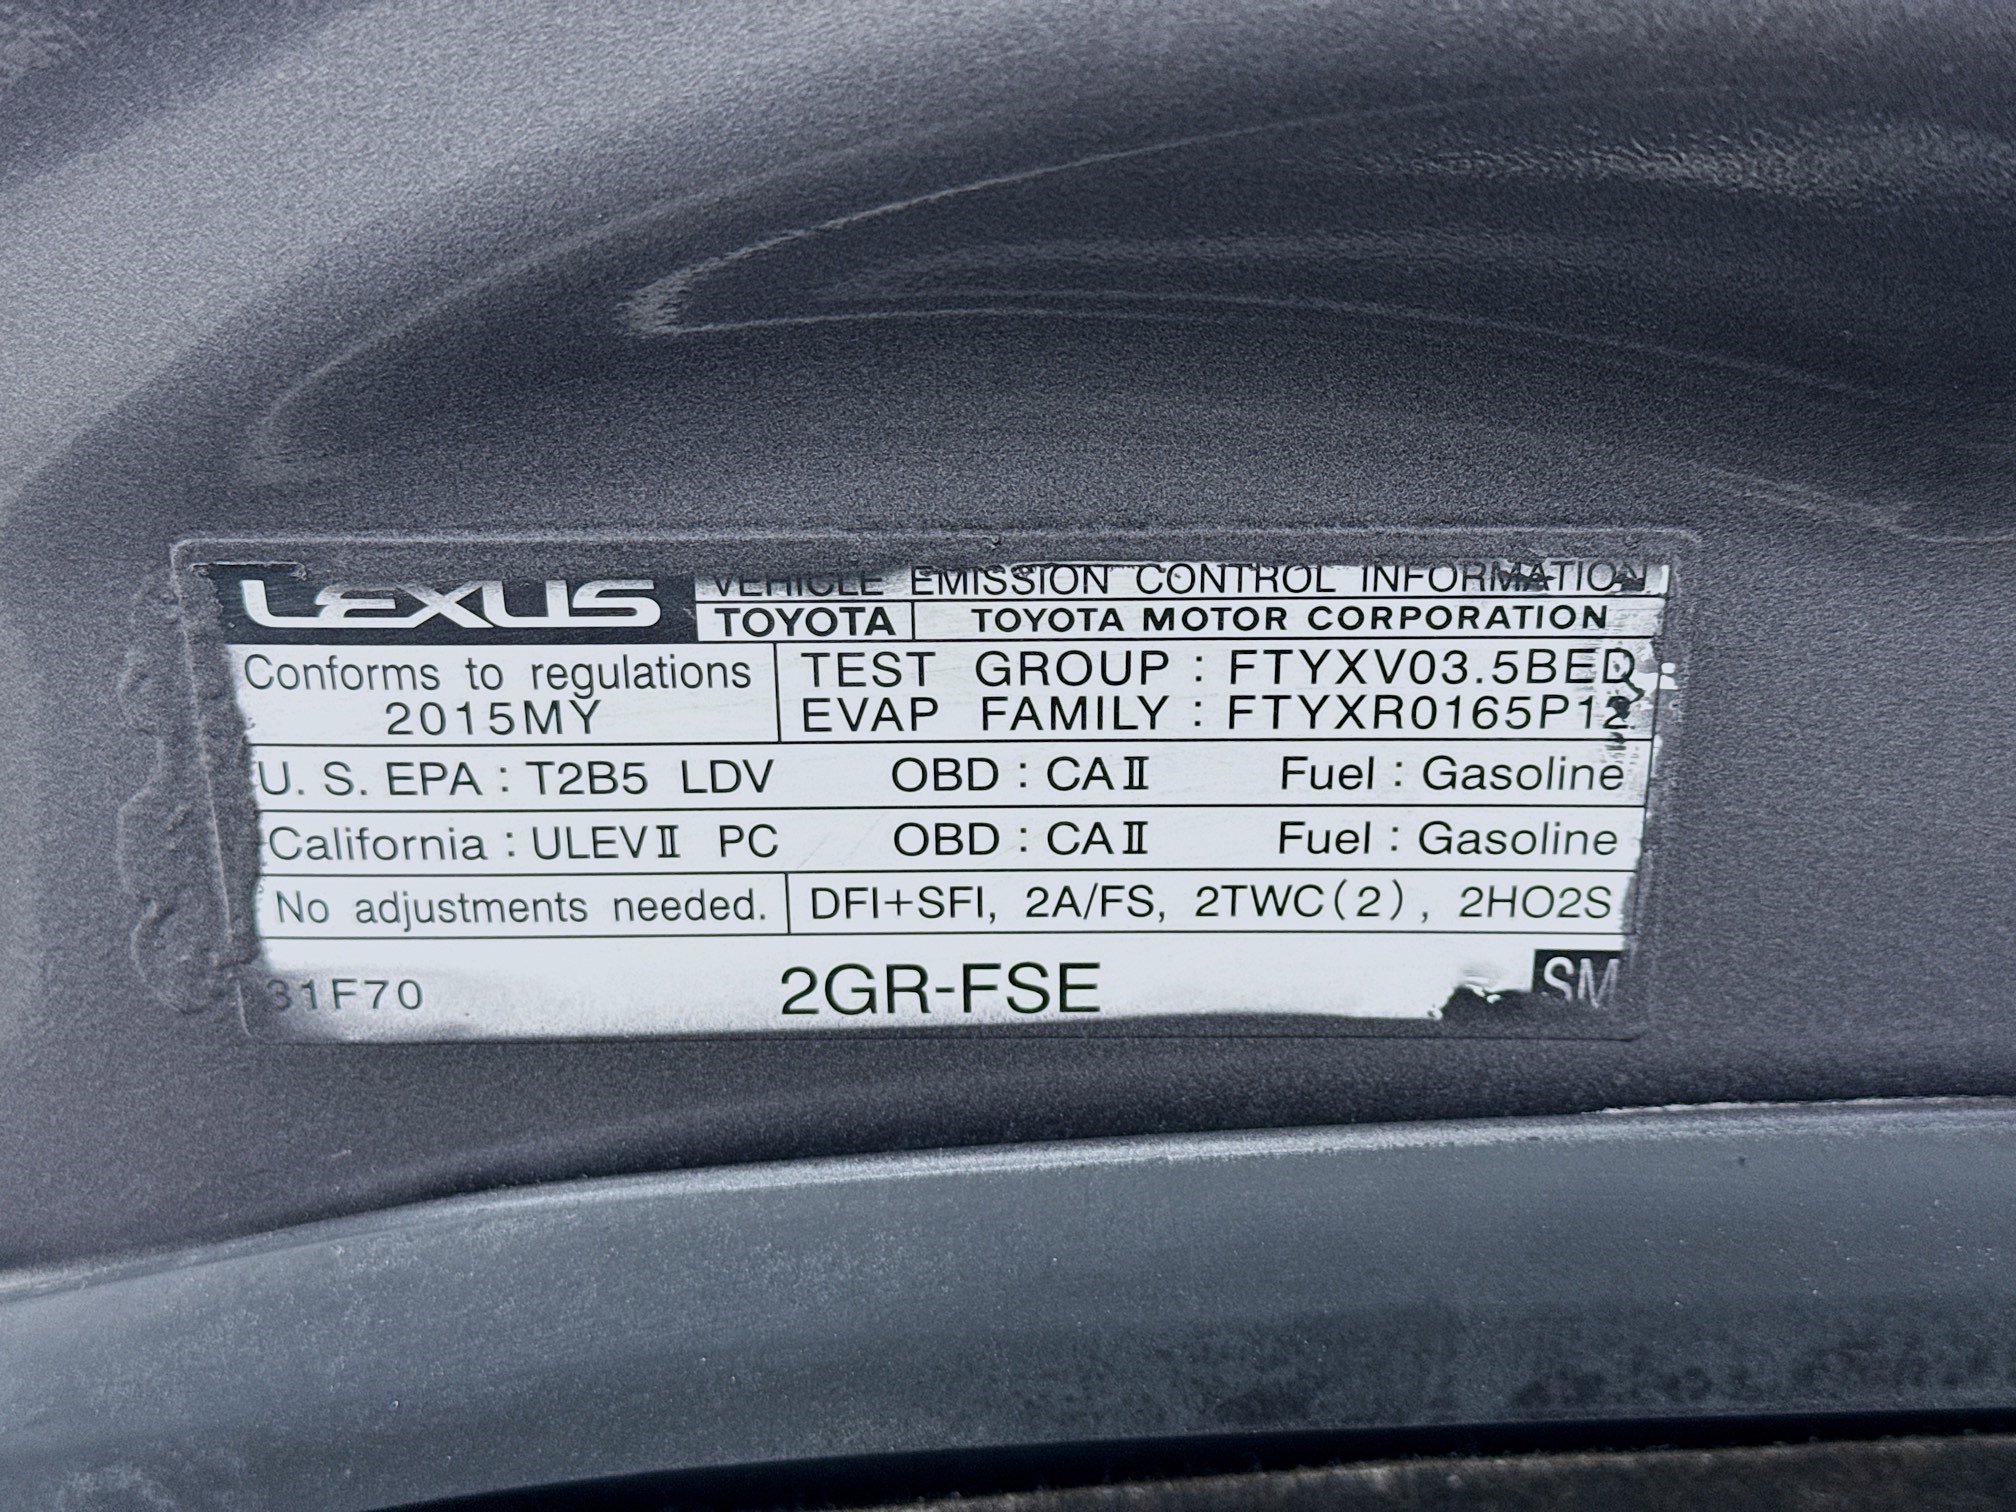 LEXUS VEHICLE EMISSION CONTROL INFORMATION
TOYOTA TOYOTA MOTOR CORPORATION
Conforms to regulations
2015MY
TEST GROUP : FTYXV03.5BED
EVAP FAMILY : FTYXR0165P12
U. S. EPA : T2B5 LDV OBD : CAⅡ Fuel : Gasoline
California : ULEVⅡ PC OBD : CAⅡ Fuel : Gasoline
No adjustments needed. DFI+SFI, 2A/FS, 2TWC(2), 2HO2S
31F70 2GR-FSE SM